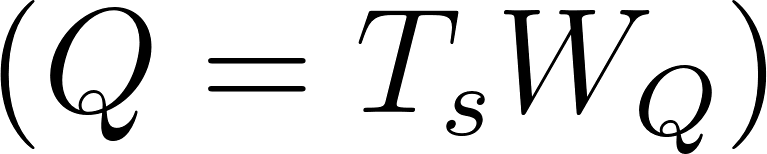 (Q = T_s W_Q)